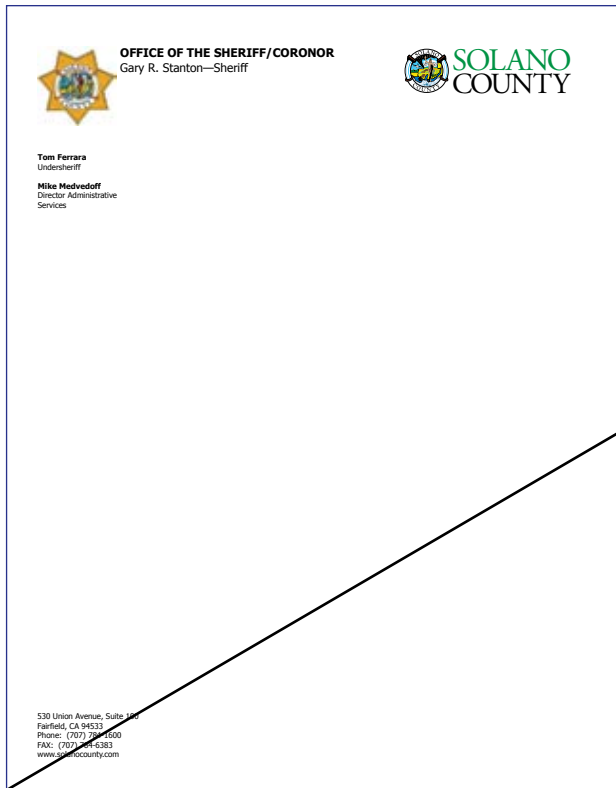 OFFICE OF THE SHERIFF/CORONOR
Gary R. Stanton—Sheriff
SOLANO
COUNTY
Tom Ferrara
Undersheriff
Mike Medvedoff
Director Administrative
Services
530 Union Avenue, Suite
Fairfield, CA 94533
Phone: (707) 784-1600
FAX: (707) 784-6383
www.solanocounty.com